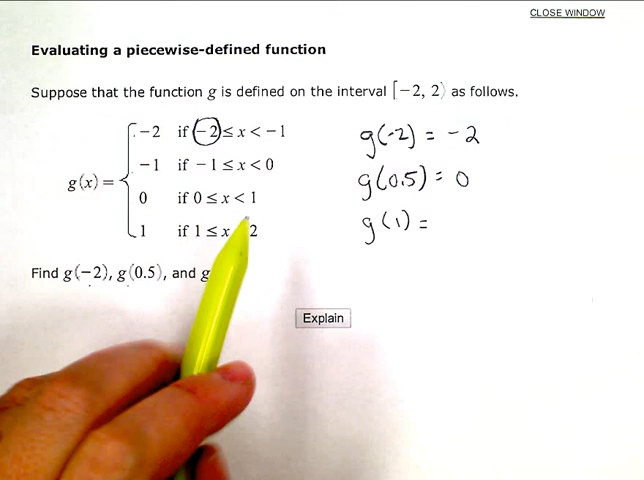 CLOSE WINDOW
Evaluating a piecewise-defined function
Suppose that the function g is defined on the interval [−2, 2) as follows.
−2 if −2 ≤ x < −1
−1 if −1 ≤ x < 0
g(x) =
0 if 0 ≤ x < 1
1 if 1 ≤ x 2
g(-2) = -2
g(0.5) = 0
g(1) =
Find g(−2), g(0.5), and g
Explain